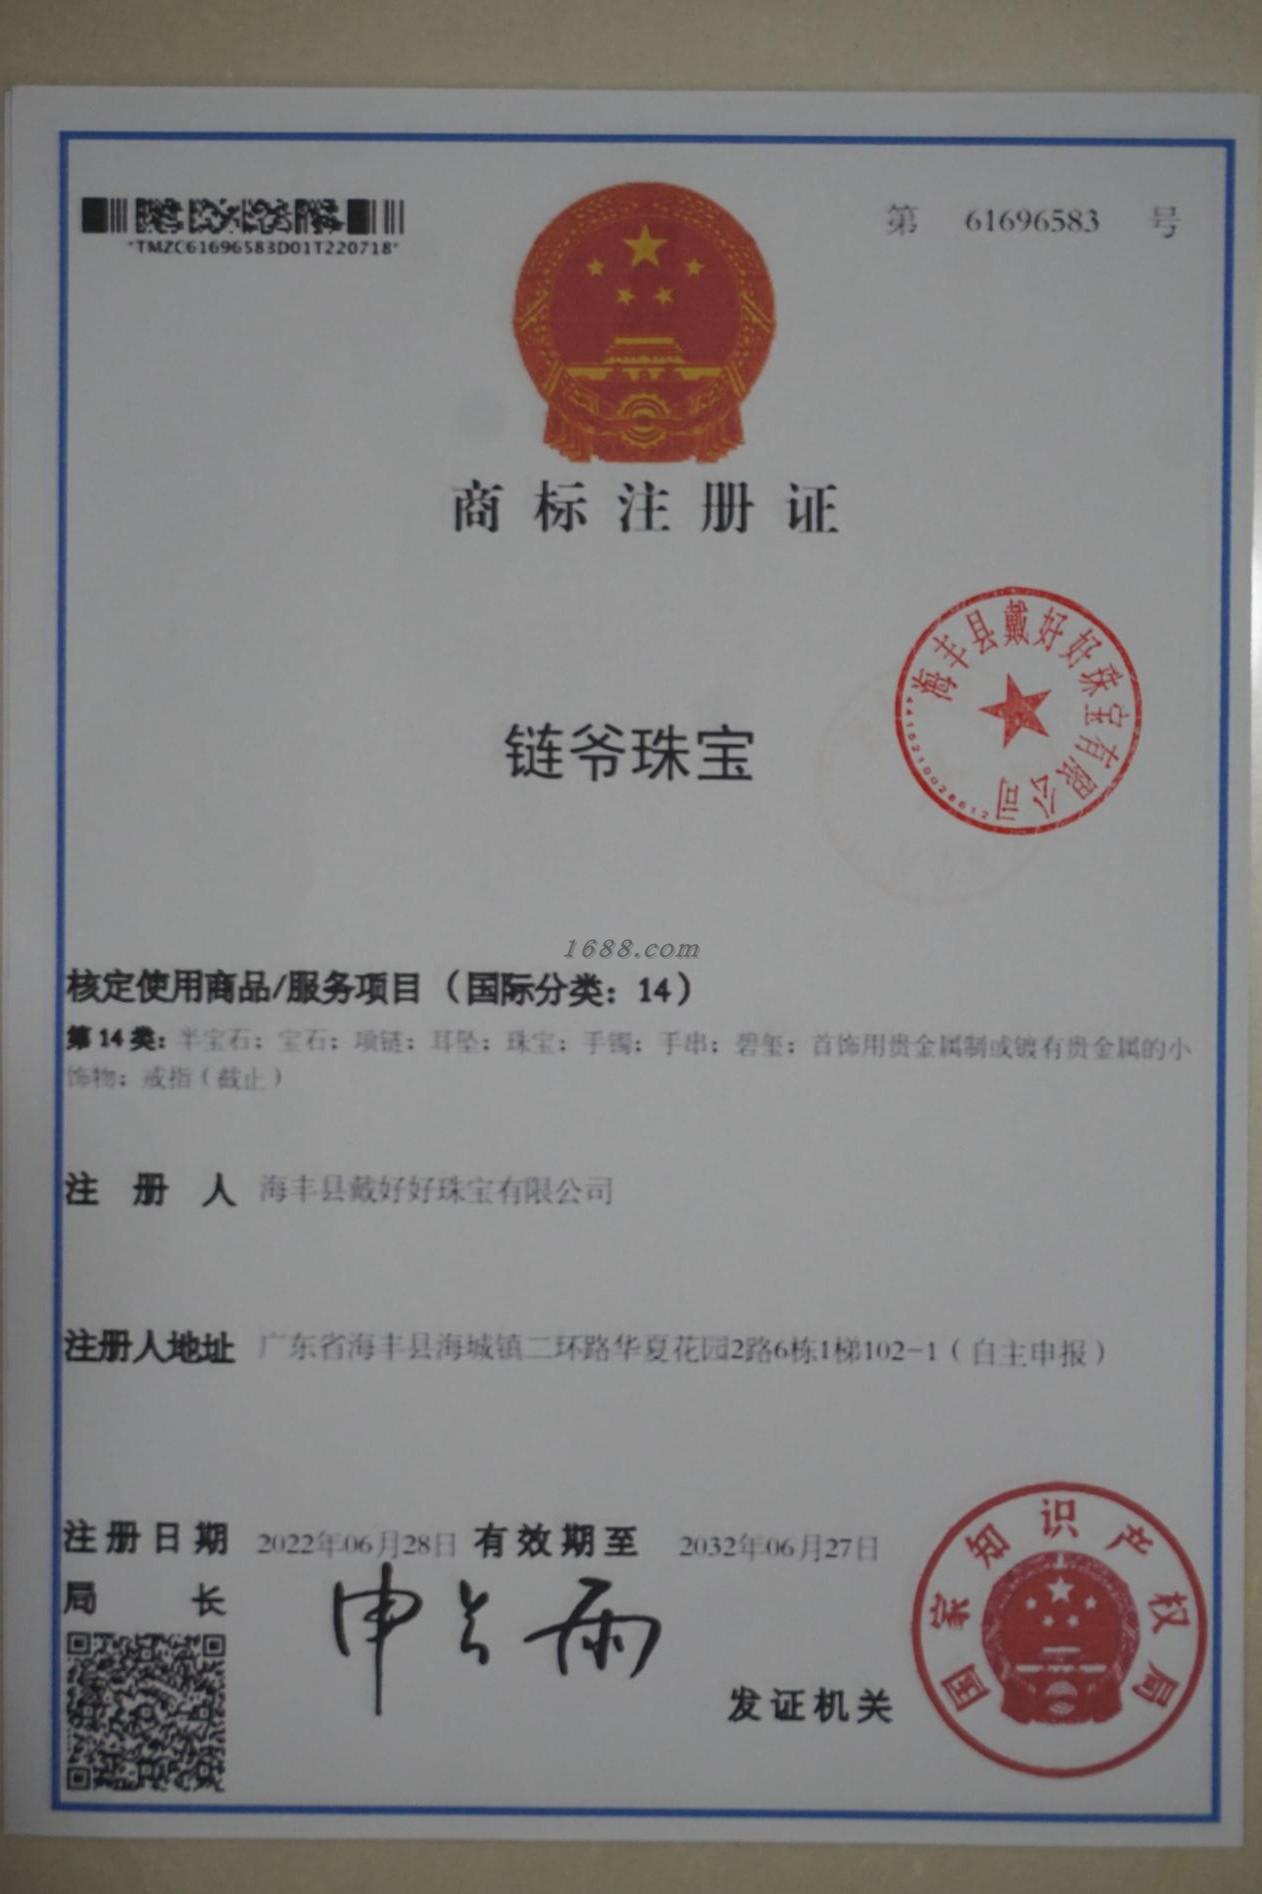 "TMZC61696583D01T220718"
第 61696583 号
商标注册证
海丰县戴好好珠宝有限公司
链爷珠宝
1688.com
核定使用商品/服务项目（国际分类：14）
第14类：半宝石；宝石；项链；耳坠；珠宝；手镯；手串；碧玺；首饰用贵金属制或镀有贵金属的小
饰物；戒指（截止）
注册人 海丰县戴好好珠宝有限公司
注册人地址 广东省海丰县海城镇二环路华夏花园2路6栋1梯102-1（自主申报）
注册日期 2022年06月28日 有效期至 2032年06月27日
局长 申长雨
发证机关
国家知识产权局